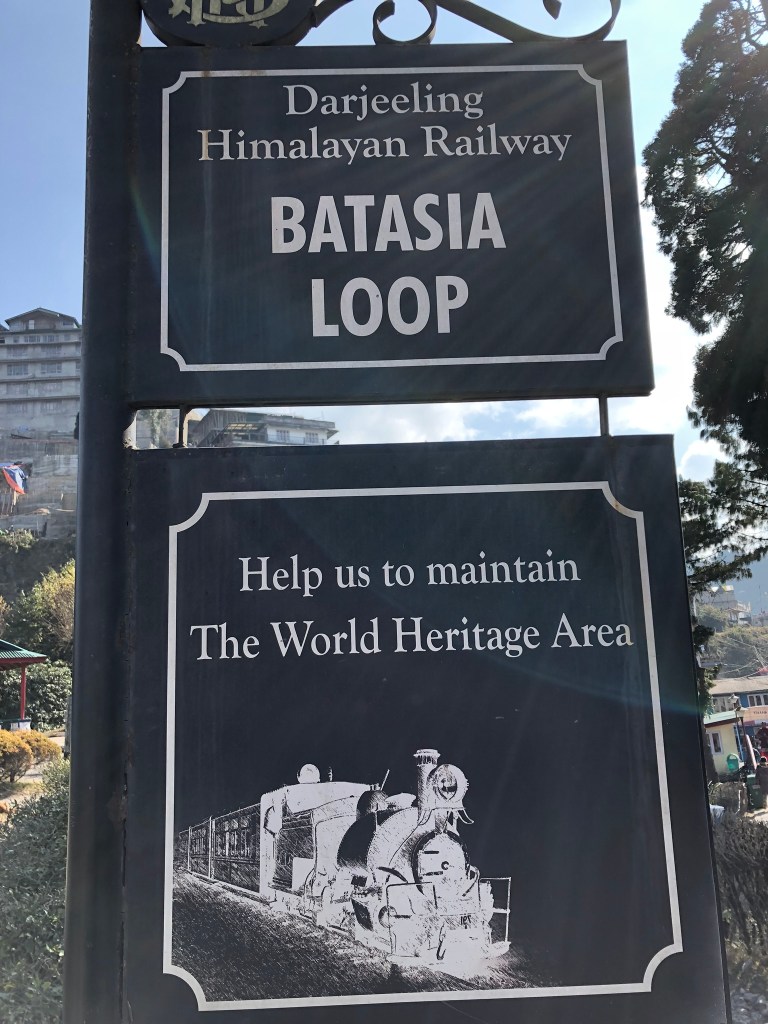 Darjeeling
Himalayan Railway
BATASIA
LOOP
Help us to maintain
The World Heritage Area